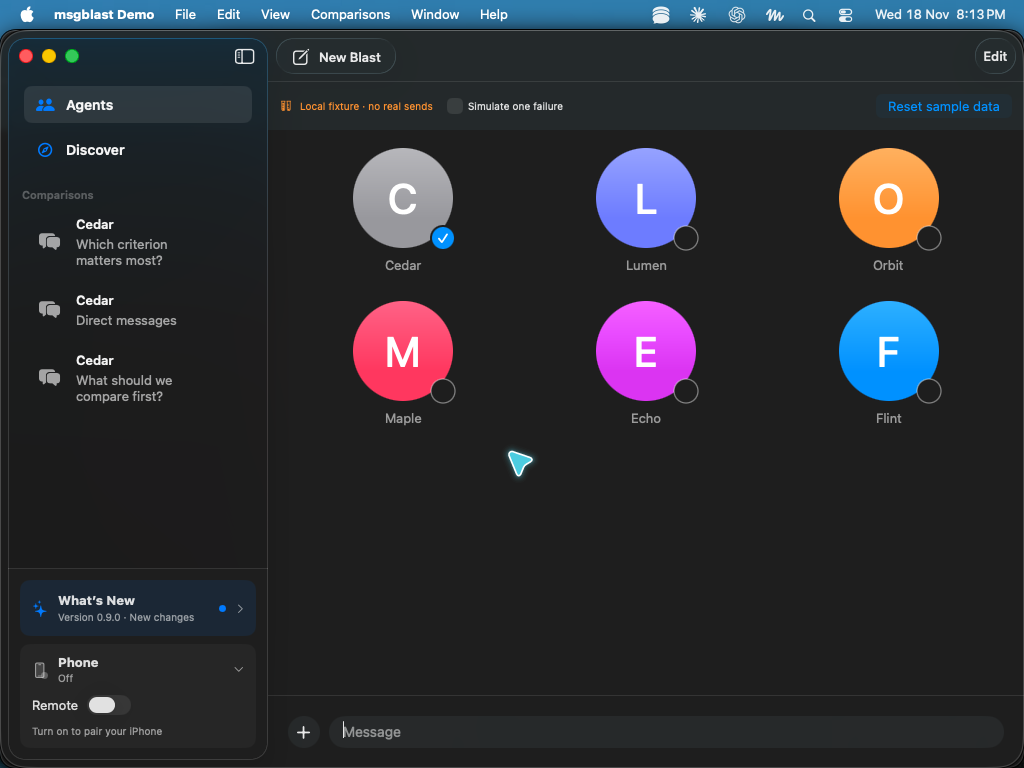 msgblast Demo File Edit View Comparisons Window Help Wed 18 Nov 8:13 PM
New Blast
Edit
Agents
Local fixture · no real sends
Simulate one failure
Reset sample data
Discover
Comparisons
Cedar
Which criterion
matters most?
Cedar
Direct messages
Cedar
What should we
compare first?
C
Cedar
L
Lumen
O
Orbit
M
Maple
E
Echo
F
Flint
What's New
Version 0.9.0 · New changes
Phone
Off
Remote
Turn on to pair your iPhone
Message